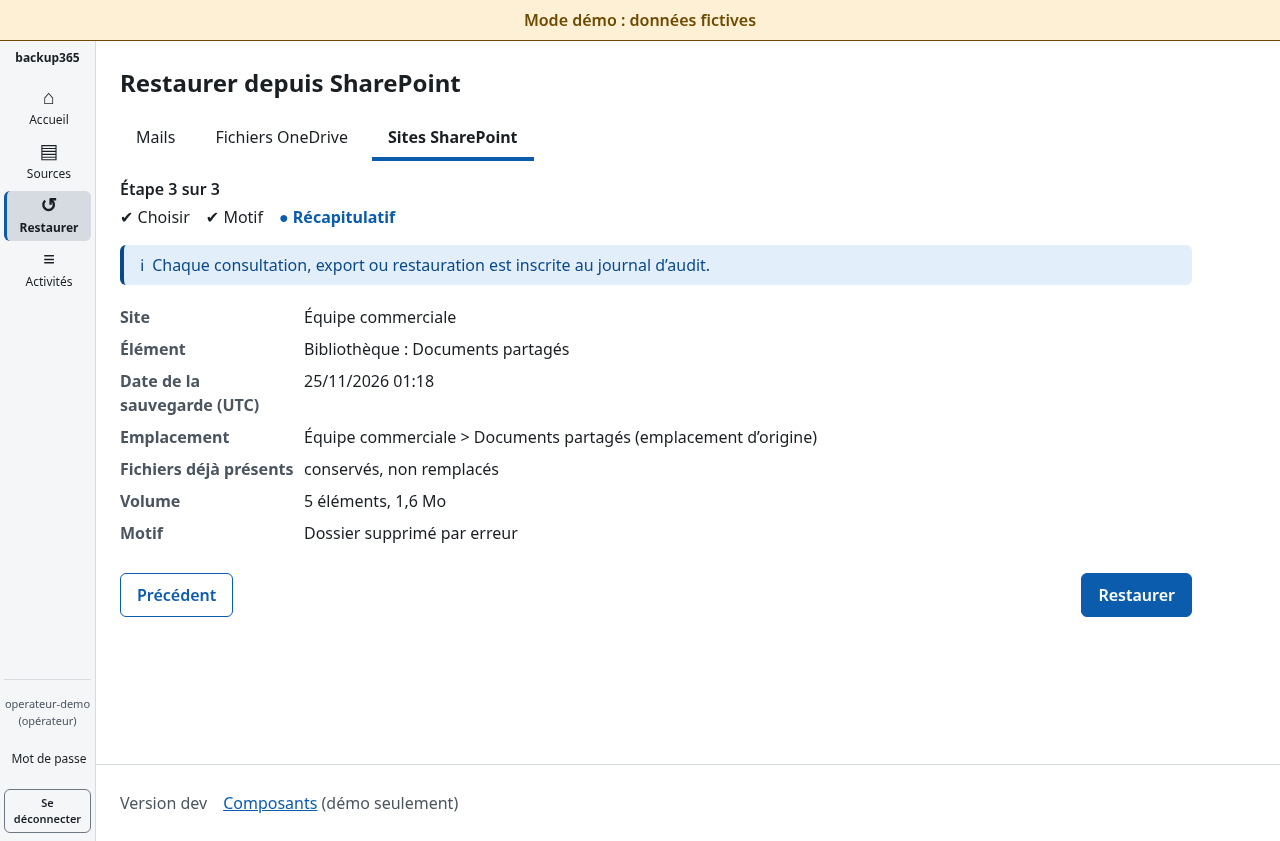 Mode démo : données fictives
backup365
Accueil
Sources
Restaurer
Activités
operateur-demo
(opérateur)
Mot de passe
Se
déconnecter
Restaurer depuis SharePoint
Mails Fichiers OneDrive Sites SharePoint
Étape 3 sur 3
✔ Choisir ✔ Motif ● Récapitulatif
i Chaque consultation, export ou restauration est inscrite au journal d’audit.
Site Équipe commerciale
Élément Bibliothèque : Documents partagés
Date de la 25/11/2026 01:18
sauvegarde (UTC)
Emplacement Équipe commerciale > Documents partagés (emplacement d’origine)
Fichiers déjà présents conservés, non remplacés
Volume 5 éléments, 1,6 Mo
Motif Dossier supprimé par erreur
Précédent Restaurer
Version dev Composants (démo seulement)